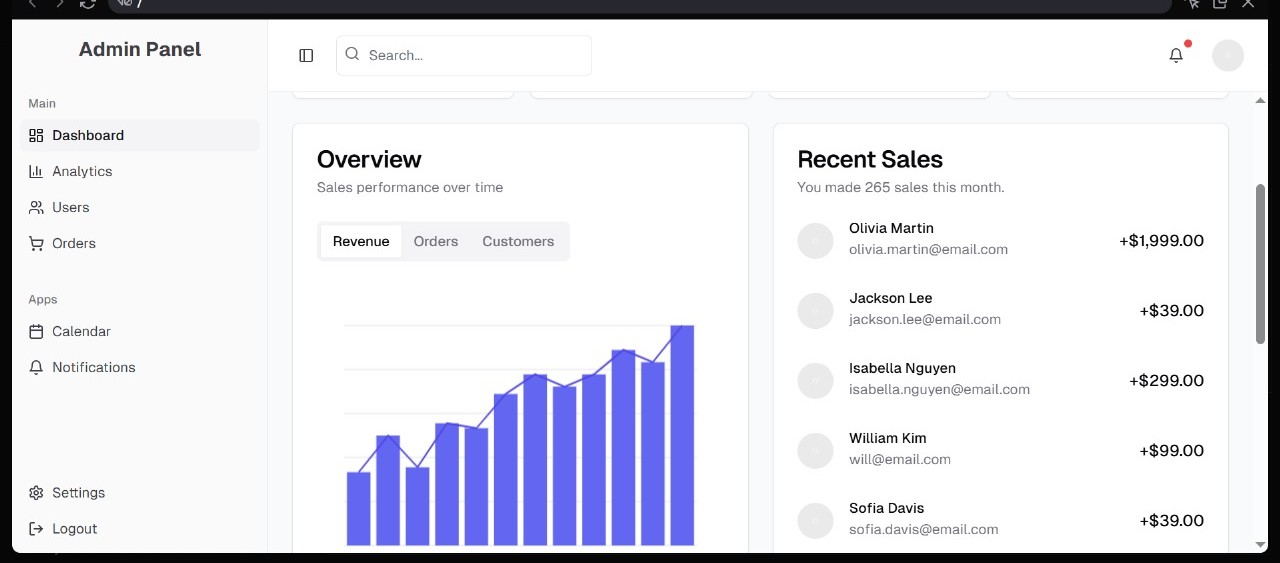 /
Admin Panel
Search...
Main
Dashboard
Analytics
Users
Orders
Apps
Calendar
Notifications
Settings
Logout
Overview
Sales performance over time
Revenue Orders Customers
Recent Sales
You made 265 sales this month.
Olivia Martin
olivia.martin@email.com
+$1,999.00
Jackson Lee
jackson.lee@email.com
+$39.00
Isabella Nguyen
isabella.nguyen@email.com
+$299.00
William Kim
will@email.com
+$99.00
Sofia Davis
sofia.davis@email.com
+$39.00